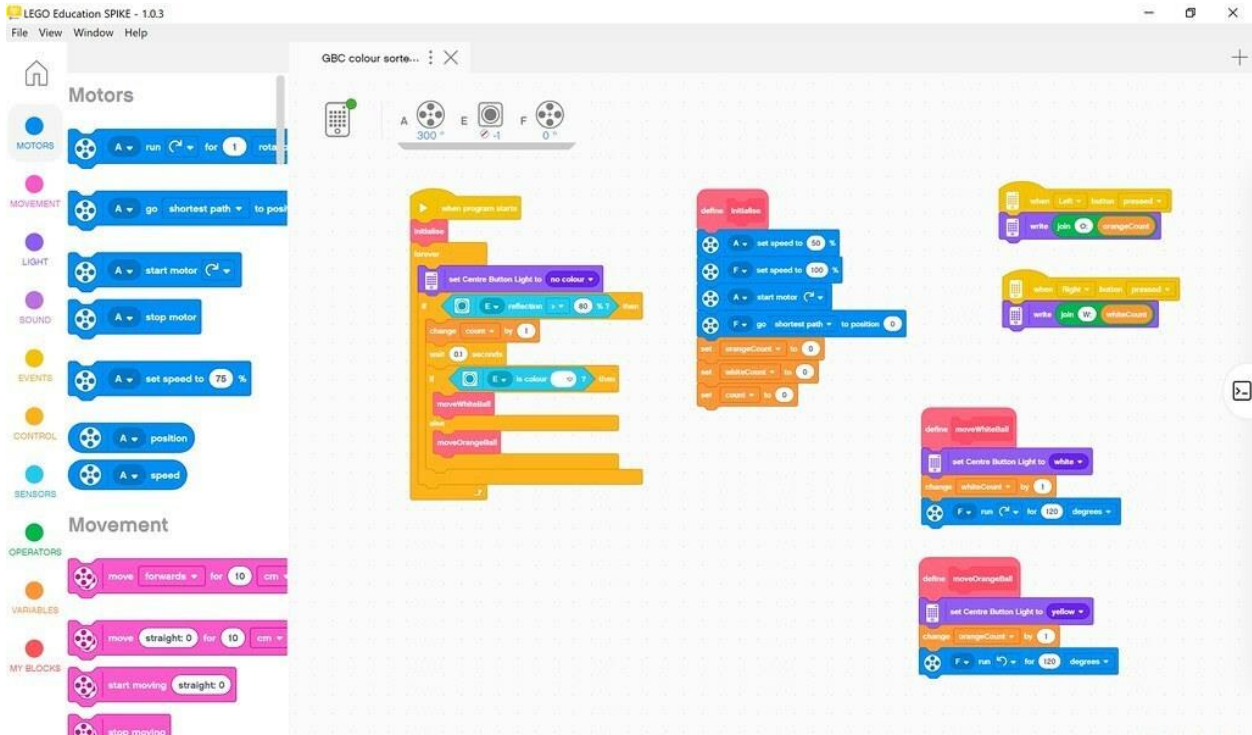 LEGO Education SPIKE - 1.0.3
File View Window Help
GBC colour sorte...
A 300 ° E -1 F 0 °
MOTORS
MOVEMENT
LIGHT
SOUND
EVENTS
CONTROL
SENSORS
OPERATORS
VARIABLES
MY BLOCKS
Motors
A run for 1 rota
A go shortest path to posi
A start motor
A stop motor
A set speed to 75 %
A position
A speed
Movement
move forwards for 10 cm
move straight: 0 for 10 cm
start moving straight: 0
stop moving
when program starts
Initialise
forever
set Centre Button Light to no colour
if E reflection > 80 % ? then
change count by 1
wait 0.1 seconds
if E is colour ? then
moveWhiteBall
else
moveOrangeBall
define Initialise
A set speed to 50 %
F set speed to 100 %
A start motor
F go shortest path to position 0
set orangeCount to 0
set whiteCount to 0
set count to 0
when Left button pressed
write join O: orangeCount
when Right button pressed
write join W: whiteCount
define moveWhiteBall
set Centre Button Light to white
change whiteCount by 1
F run for 120 degrees
define moveOrangeBall
set Centre Button Light to yellow
change orangeCount by 1
F run for 120 degrees